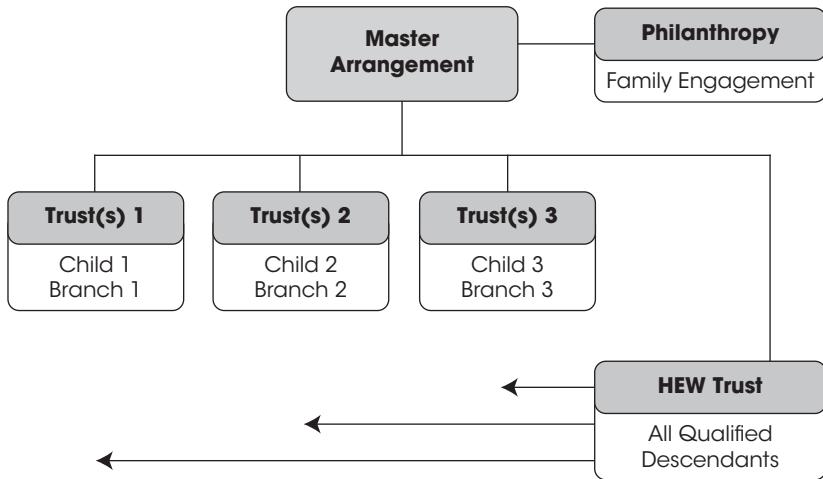 Master
Arrangement
Philanthropy
Family Engagement
Trust(s) 1
Child 1
Branch 1
Trust(s) 2
Child 2
Branch 2
Trust(s) 3
Child 3
Branch 3
HEW Trust
All Qualified
Descendants